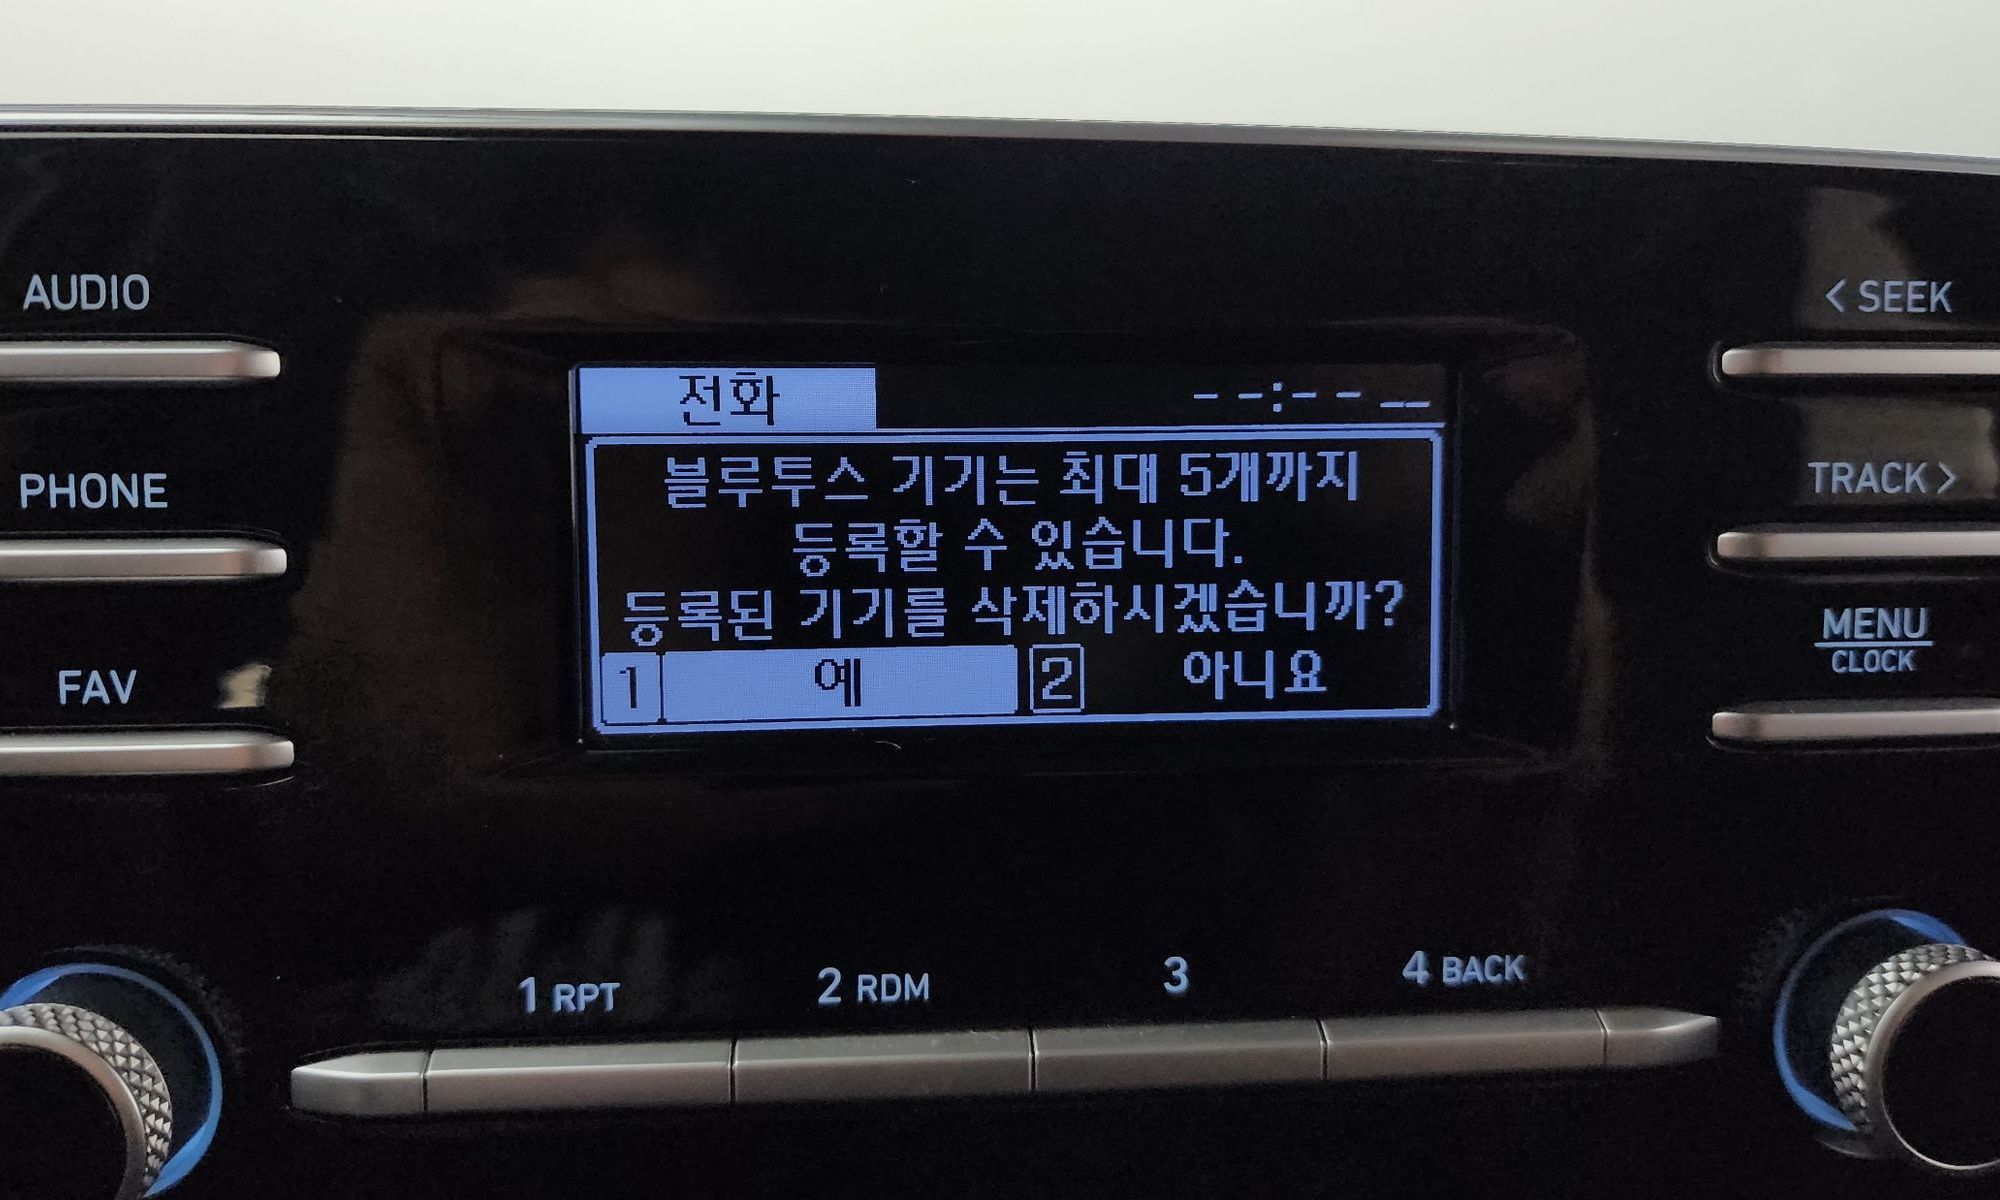 AUDIO
< SEEK
전화
- -:- - __
PHONE
블루투스 기기는 최대 5개까지
등록할 수 있습니다.
등록된 기기를 삭제하시겠습니까?
1 예 2 아니요
TRACK >
FAV
MENU
CLOCK
1 RPT
2 RDM
3
4 BACK